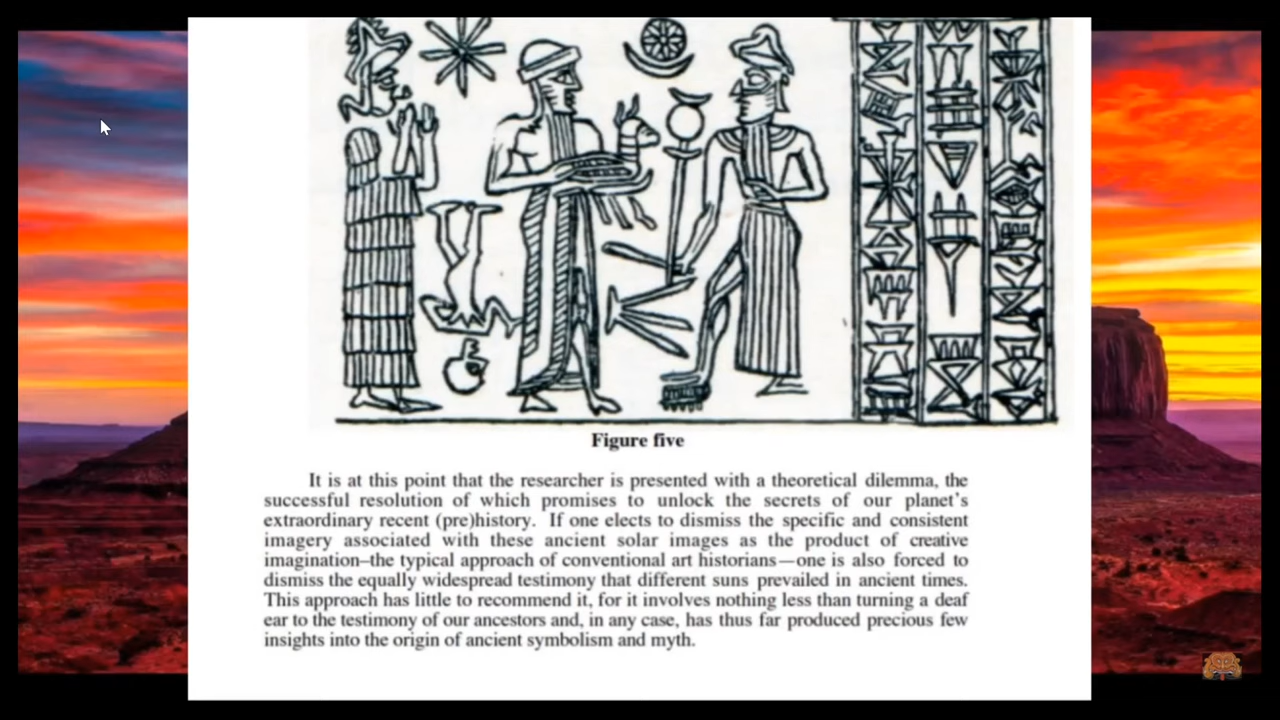 Figure five
It is at this point that the researcher is presented with a theoretical dilemma, the
successful resolution of which promises to unlock the secrets of our planet's
extraordinary recent (pre)history. If one elects to dismiss the specific and consistent
imagery associated with these ancient solar images as the product of creative
imagination–the typical approach of conventional art historians—one is also forced to
dismiss the equally widespread testimony that different suns prevailed in ancient times.
This approach has little to recommend it, for it involves nothing less than turning a deaf
ear to the testimony of our ancestors and, in any case, has thus far produced precious few
insights into the origin of ancient symbolism and myth.